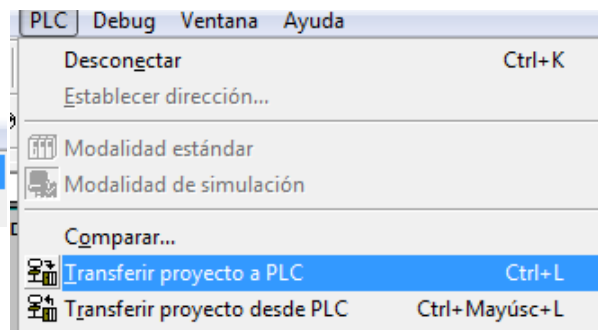 PLC Debug Ventana Ayuda
Desconectar Ctrl+K
Establecer dirección...
Modalidad estándar
Modalidad de simulación
Comparar...
Transferir proyecto a PLC Ctrl+L
Transferir proyecto desde PLC Ctrl+Mayúsc+L